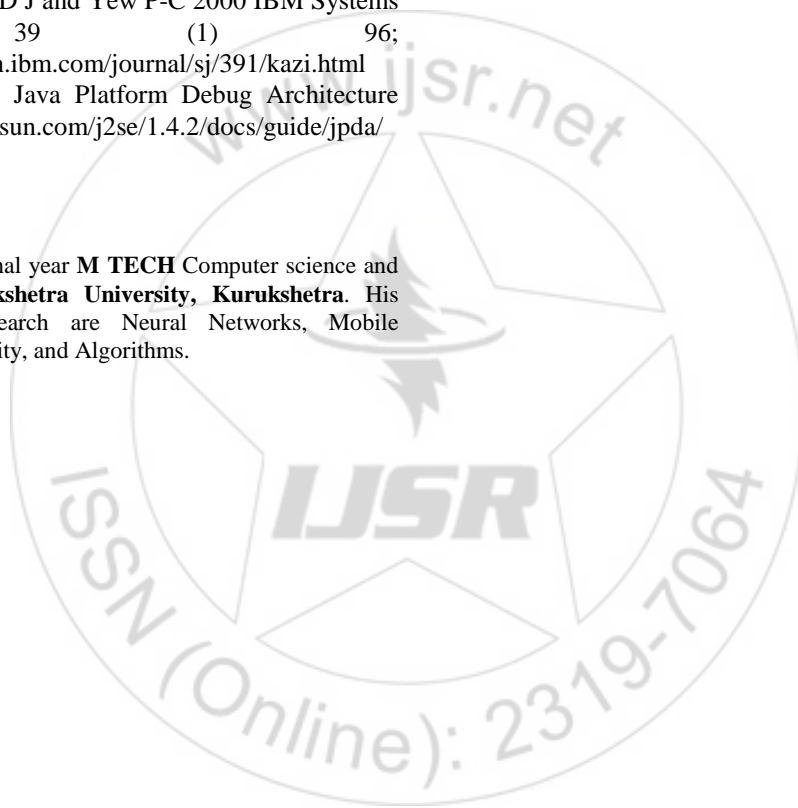 D J and Yew P-C 2000 IBM Systems
39 (1) 96;
n.ibm.com/journal/sj/391/kazi.html
Java Platform Debug Architecture
sun.com/j2se/1.4.2/docs/guide/jpda/
nal year M TECH Computer science and
kshetra University, Kurukshetra. His
earch are Neural Networks, Mobile
ity, and Algorithms.
www.ijsr.net
IJSR
ISSN (Online): 2319-7064